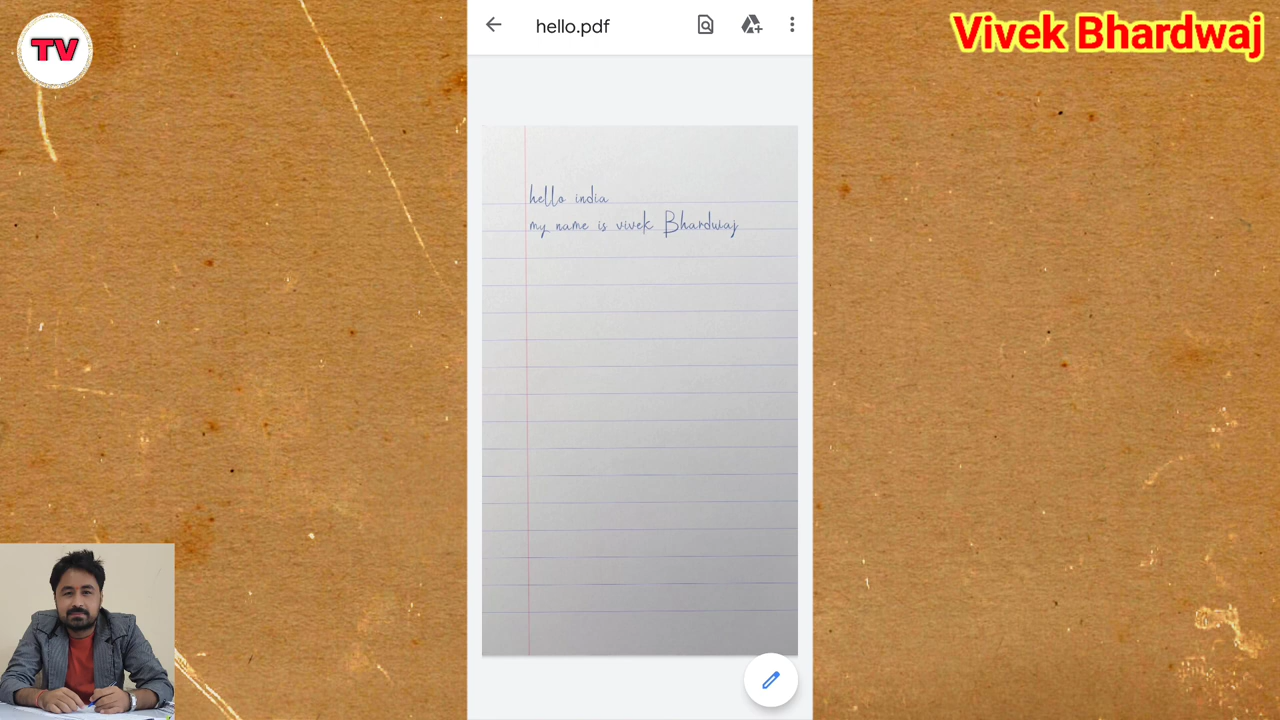 TV
hello.pdf
Vivek Bhardwaj
hello india
my name is vivek Bhardwaj